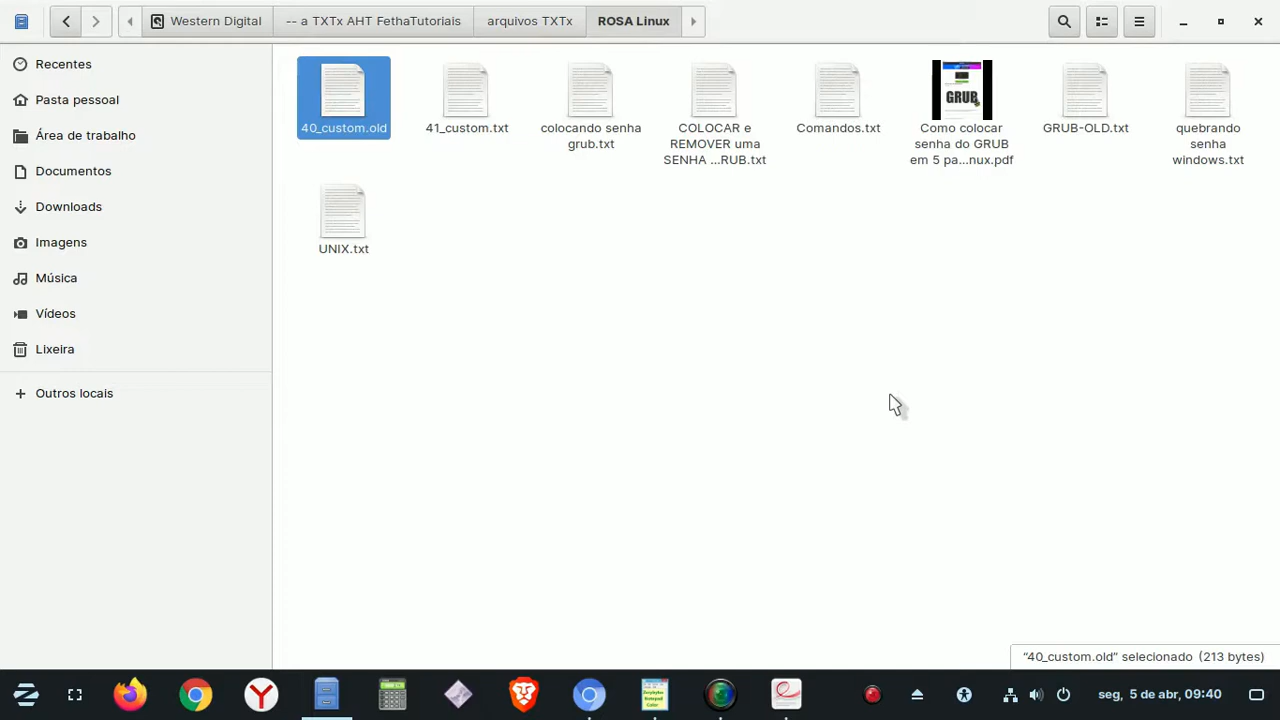 Western Digital
-- a TXTx AHT FethaTutoriais
arquivos TXTx
ROSA Linux
Recentes
Pasta pessoal
Área de trabalho
Documentos
Downloads
Imagens
Música
Vídeos
Lixeira
+ Outros locais
40_custom.old
41_custom.txt
colocando senha
grub.txt
COLOCAR e
REMOVER uma
SENHA ...RUB.txt
Comandos.txt
GRUB
Como colocar
senha do GRUB
em 5 pa...nux.pdf
GRUB-OLD.txt
quebrando
senha
windows.txt
UNIX.txt
“40_custom.old” selecionado (213 bytes)
seg, 5 de abr, 09:40